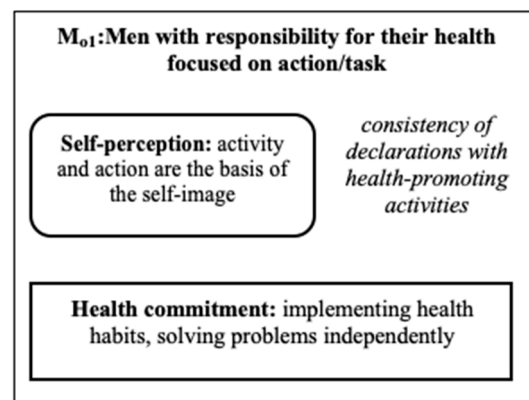 Mo1:Men with responsibility for their health
focused on action/task
Self-perception: activity
and action are the basis of
the self-image
consistency of
declarations with
health-promoting
activities
Health commitment: implementing health
habits, solving problems independently